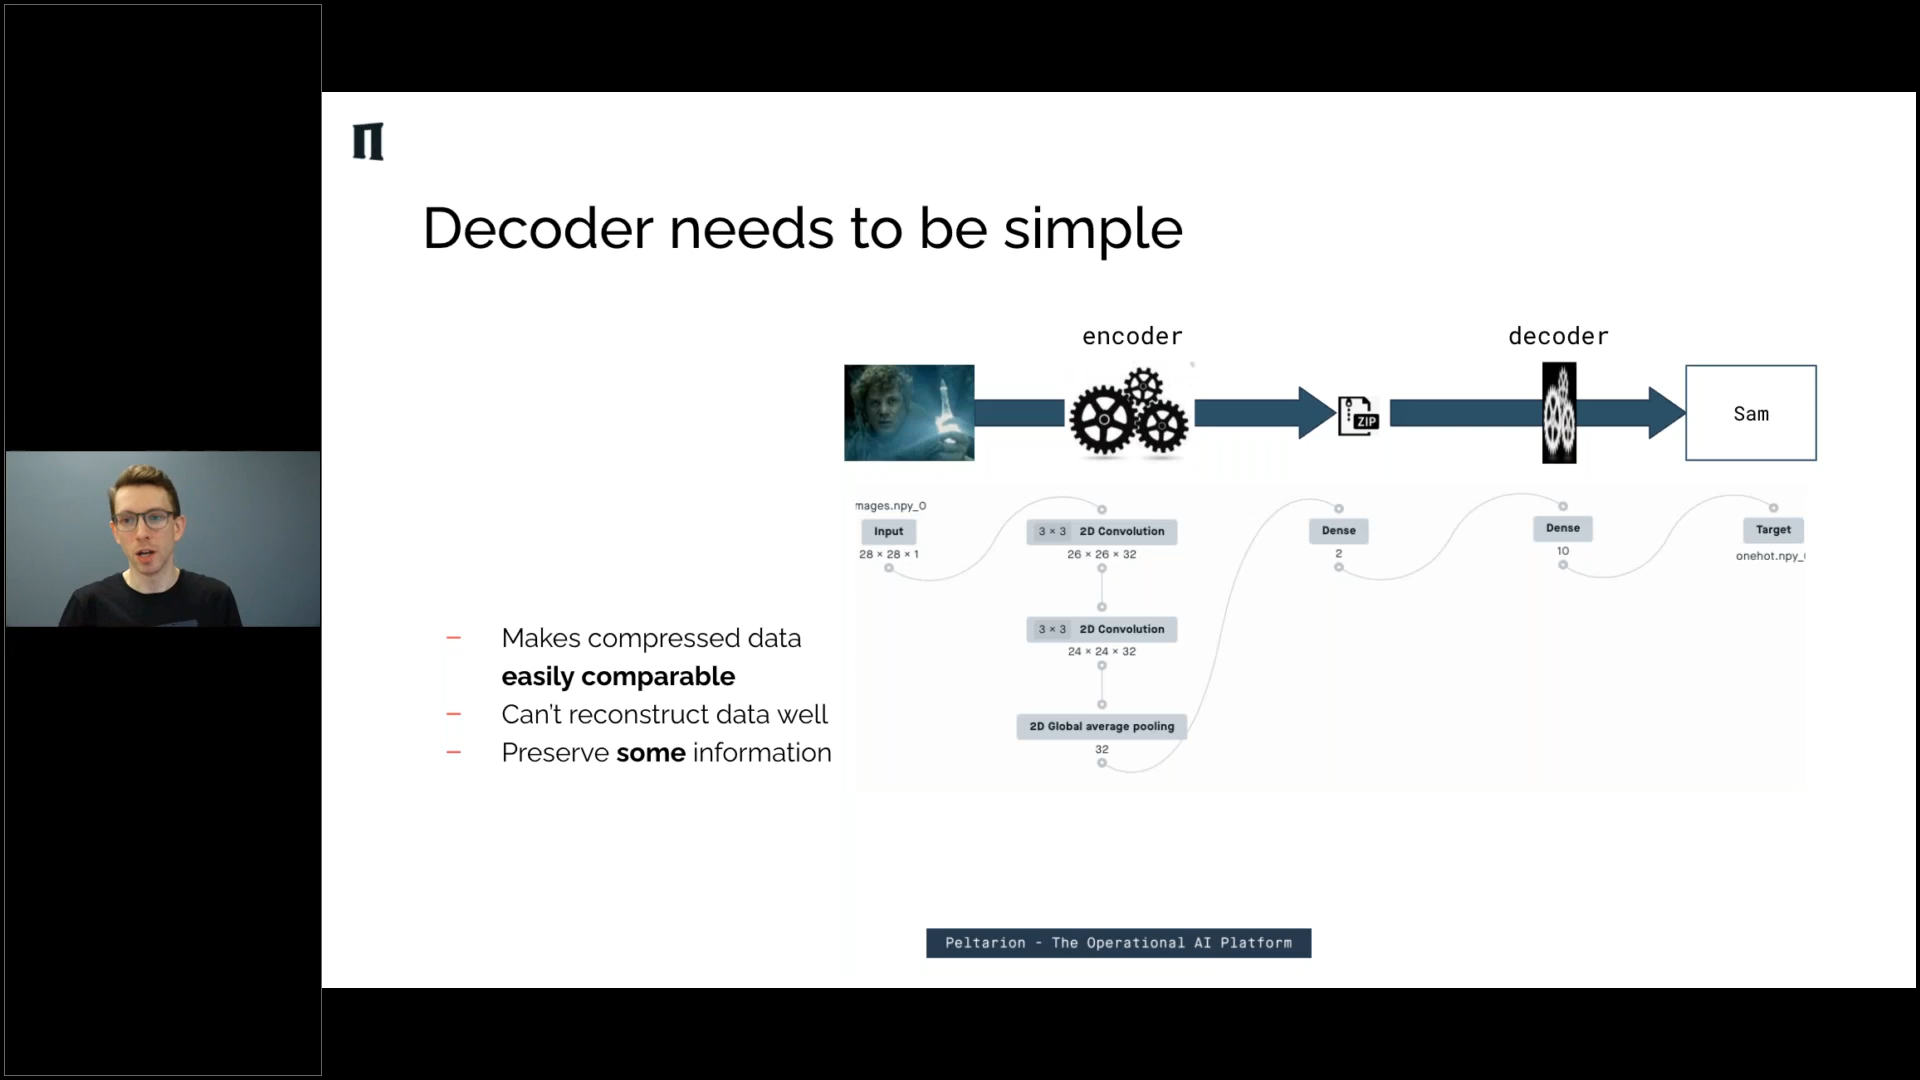 Decoder needs to be simple
encoder
decoder
ZIP
Sam
mages.npy_0
Input
28 × 28 × 1
3 × 3 2D Convolution
26 × 26 × 32
3 × 3 2D Convolution
24 × 24 × 32
2D Global average pooling
32
Dense
2
Dense
10
Target
onehot.npy_(
– Makes compressed data
easily comparable
– Can't reconstruct data well
– Preserve some information
Peltarion - The Operational AI Platform